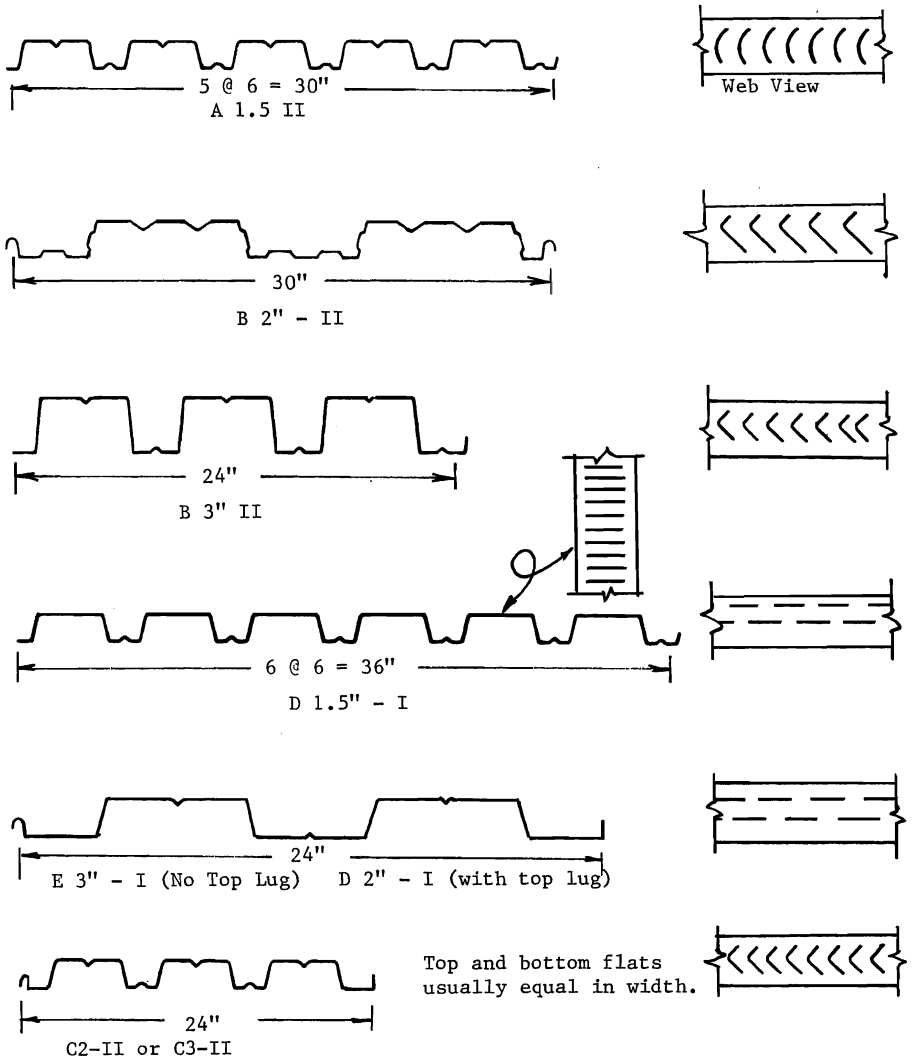 5 @ 6 = 30"
A 1.5 II
Web View
30"
B 2" - II
24"
B 3" II
6 @ 6 = 36"
D 1.5" - I
24"
E 3" - I (No Top Lug) D 2" - I (with top lug)
Top and bottom flats
usually equal in width.
24"
C2-II or C3-II